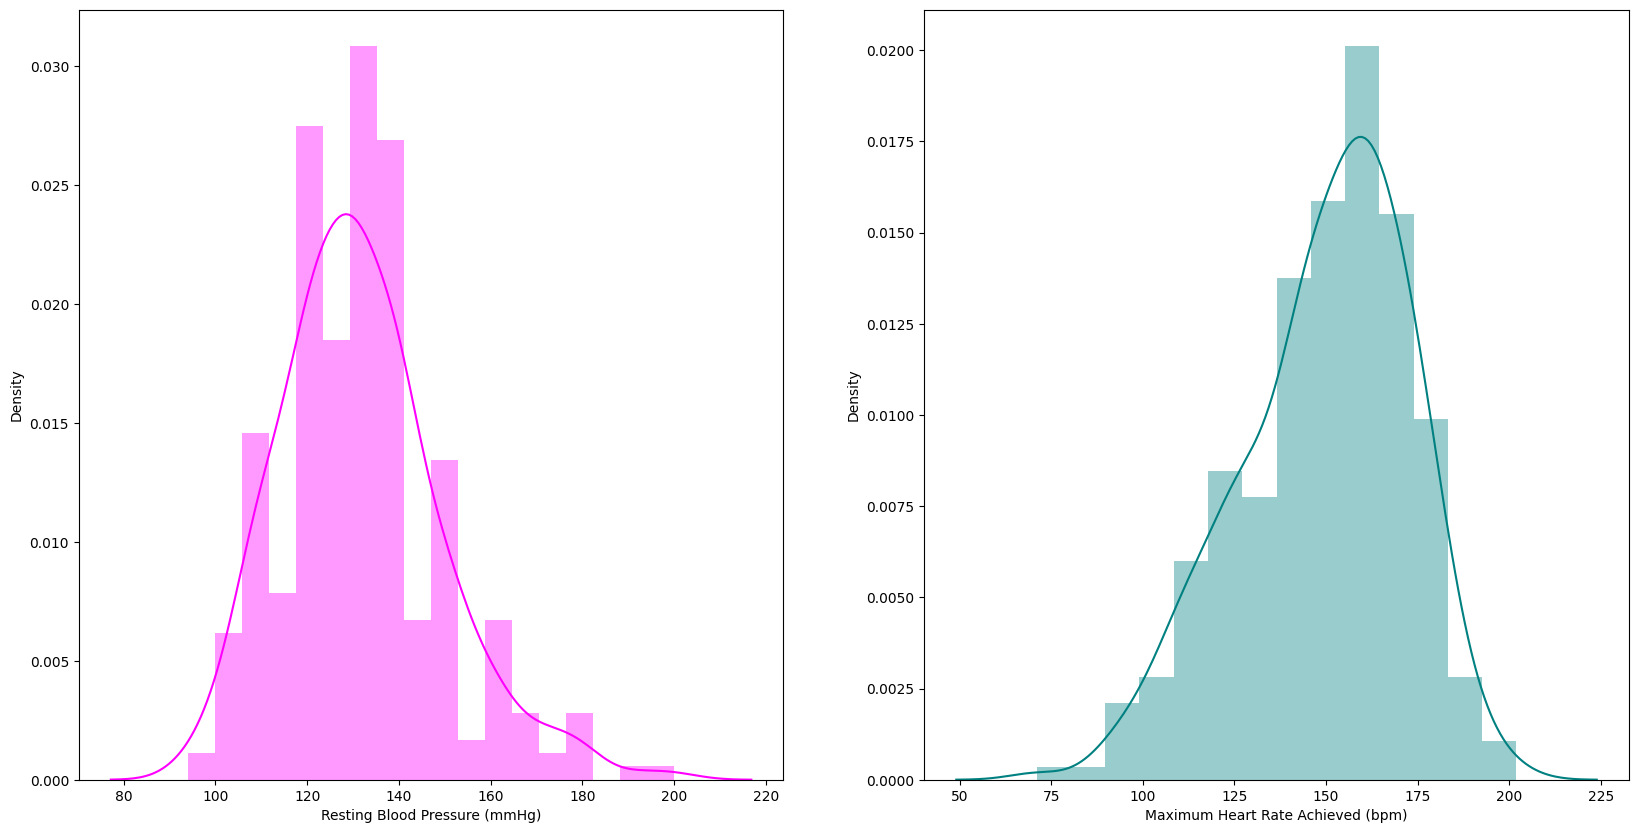 0.030
0.025
0.020
0.015
0.010
0.005
0.000
Density
80 100 120 140 160 180 200 220
Resting Blood Pressure (mmHg)
0.0200
0.0175
0.0150
0.0125
0.0100
0.0075
0.0050
0.0025
0.0000
Density
50 75 100 125 150 175 200 225
Maximum Heart Rate Achieved (bpm)